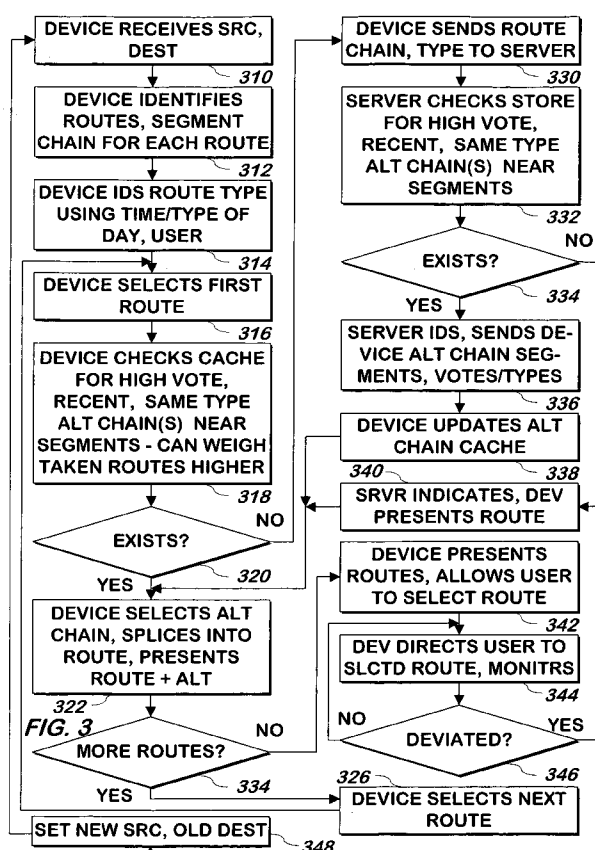 DEVICE RECEIVES SRC,
DEST
310
DEVICE IDENTIFIES
ROUTES, SEGMENT
CHAIN FOR EACH ROUTE
312
DEVICE IDS ROUTE TYPE
USING TIME/TYPE OF
DAY, USER
314
DEVICE SELECTS FIRST
ROUTE
316
DEVICE CHECKS CACHE
FOR HIGH VOTE,
RECENT, SAME TYPE
ALT CHAIN(S) NEAR
SEGMENTS - CAN WEIGH
TAKEN ROUTES HIGHER
318
EXISTS?
NO
320
YES
DEVICE SELECTS ALT
CHAIN, SPLICES INTO
ROUTE, PRESENTS
ROUTE + ALT
322
FIG. 3
MORE ROUTES?
NO
334
YES
SET NEW SRC, OLD DEST
348
DEVICE SENDS ROUTE
CHAIN, TYPE TO SERVER
330
SERVER CHECKS STORE
FOR HIGH VOTE,
RECENT, SAME TYPE
ALT CHAIN(S) NEAR
SEGMENTS
332
EXISTS?
NO
334
YES
SERVER IDS, SENDS DE-
VICE ALT CHAIN SEG-
MENTS, VOTES/TYPES
336
DEVICE UPDATES ALT
CHAIN CACHE
338
340
SRVR INDICATES, DEV
PRESENTS ROUTE
DEVICE PRESENTS
ROUTES, ALLOWS USER
TO SELECT ROUTE
342
DEV DIRECTS USER TO
SLCTD ROUTE, MONITRS
344
NO
DEVIATED?
YES
346
326
DEVICE SELECTS NEXT
ROUTE